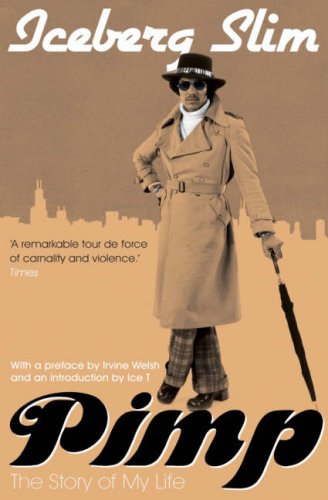 Iceberg Slim
'A remarkable tour de force
of carnality and violence.'
Times
With a preface by Irvine Welsh
and an introduction by Ice T
Pimp
The Story of My Life